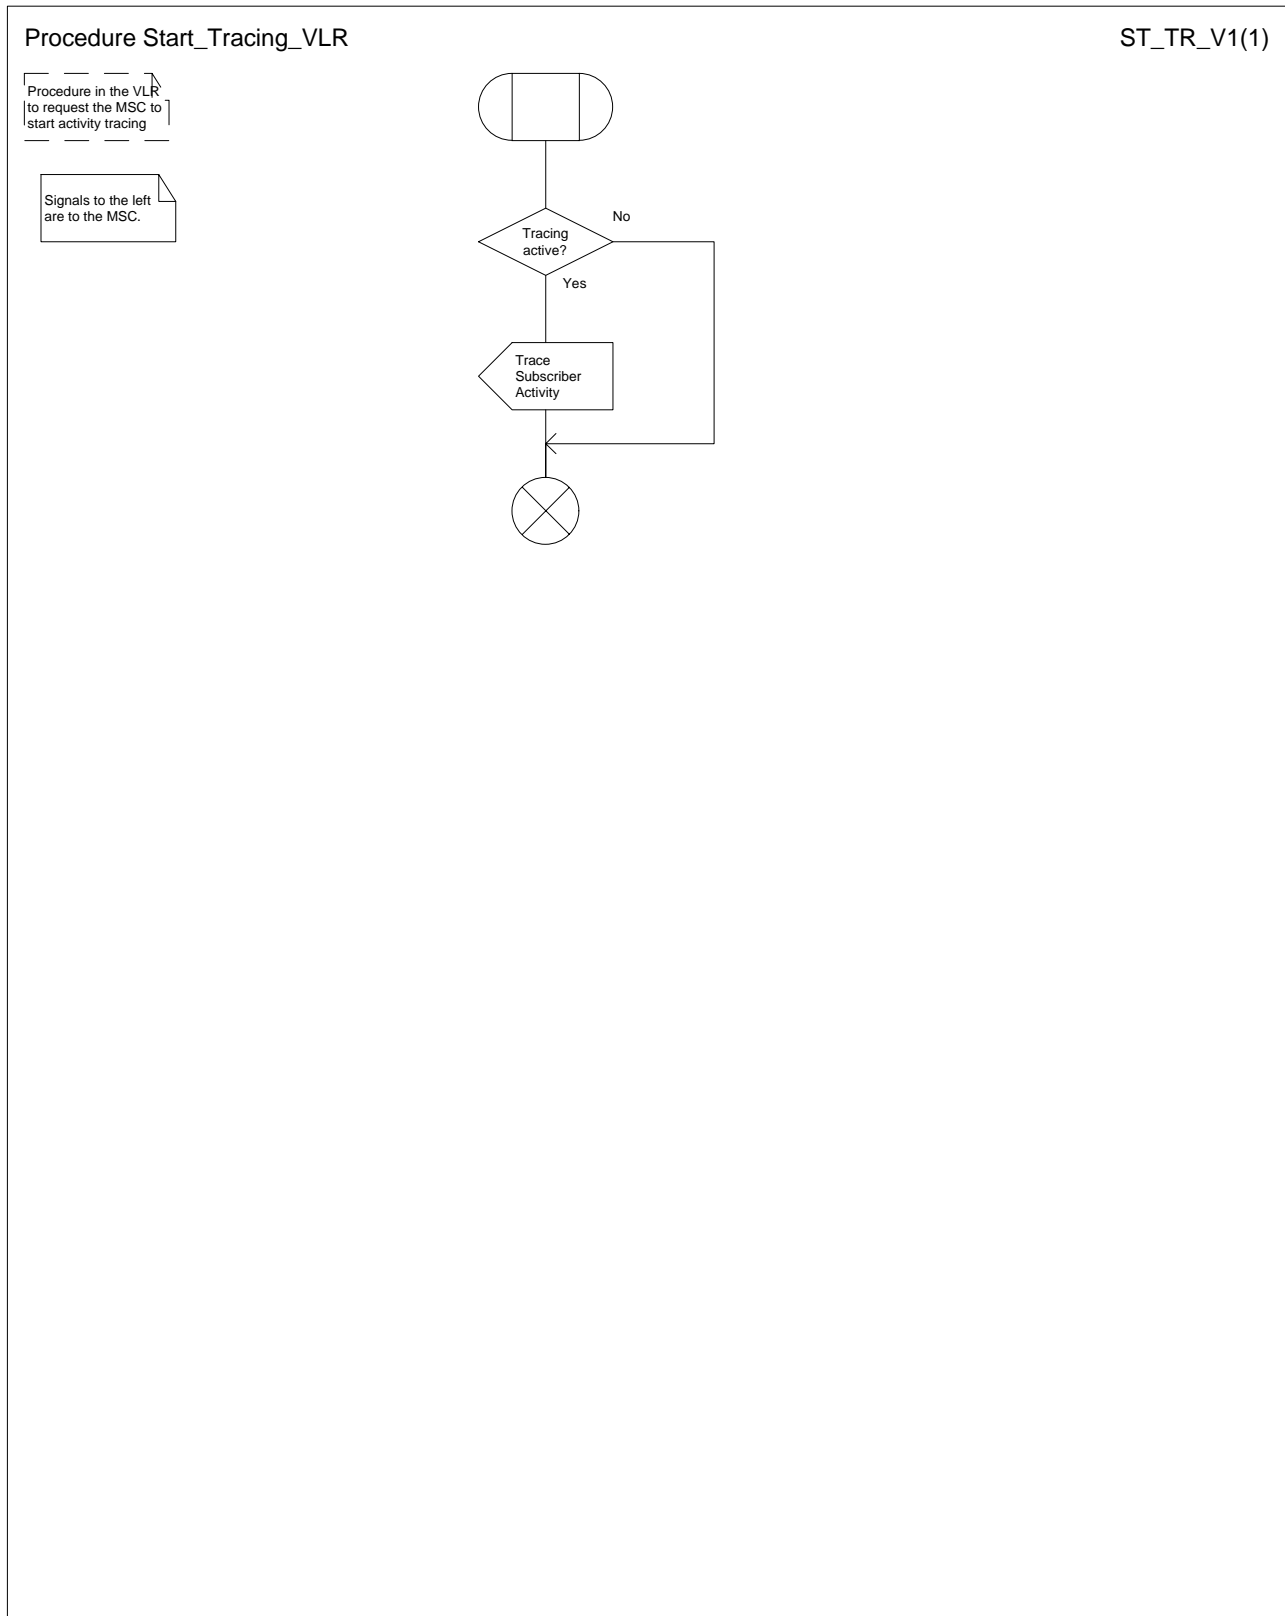 Procedure Start_Tracing_VLR
ST_TR_V1(1)
Procedure in the VLR
to request the MSC to
start activity tracing
Signals to the left
are to the MSC.
No
Tracing
active?
Yes
Trace
Subscriber
Activity